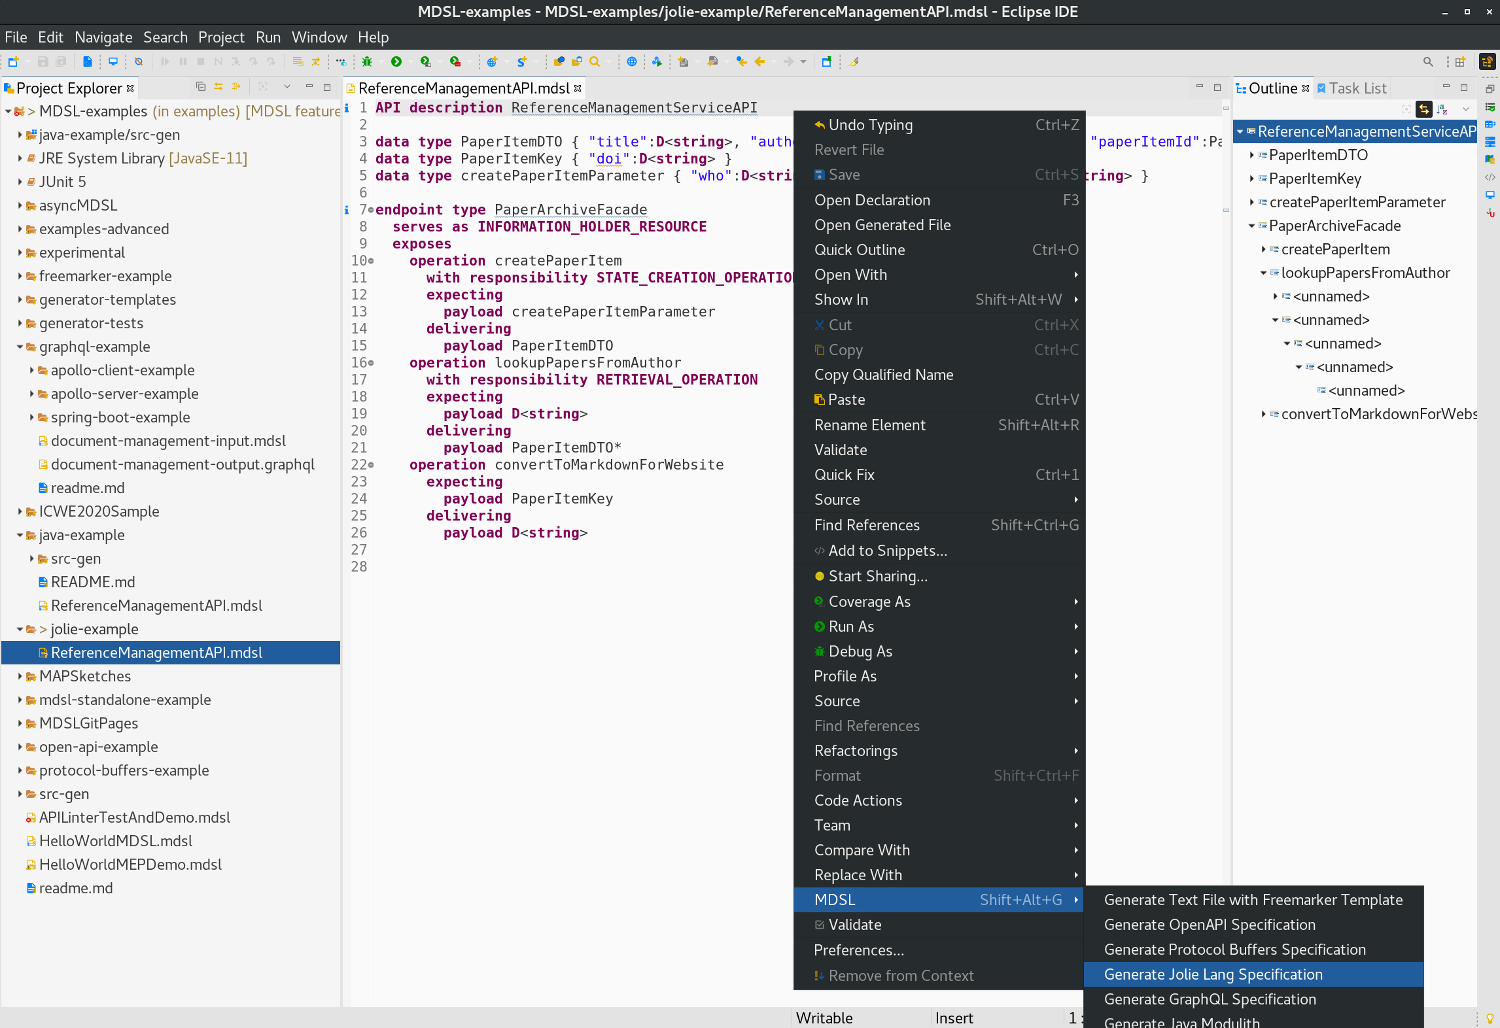 MDSL-examples - MDSL-examples/jolie-example/ReferenceManagementAPI.mdsl - Eclipse IDE
File Edit Navigate Search Project Run Window Help
Project Explorer
> MDSL-examples (in examples) [MDSL feature
java-example/src-gen
JRE System Library [JavaSE-11]
JUnit 5
asyncMDSL
examples-advanced
experimental
freemarker-example
generator-templates
generator-tests
graphql-example
apollo-client-example
apollo-server-example
spring-boot-example
document-management-input.mdsl
document-management-output.graphql
readme.md
ICWE2020Sample
java-example
src-gen
README.md
ReferenceManagementAPI.mdsl
> jolie-example
ReferenceManagementAPI.mdsl
MAPSketches
mdsl-standalone-example
MDSLGitPages
open-api-example
protocol-buffers-example
src-gen
APILinterTestAndDemo.mdsl
HelloWorldMDSL.mdsl
HelloWorldMEPDemo.mdsl
readme.md
ReferenceManagementAPI.mdsl
1 API description ReferenceManagementServiceAPI
2
3 data type PaperItemDTO { "title":D<string>, "auth "paperItemId":Pa
4 data type PaperItemKey { "doi":D<string> }
5 data type createPaperItemParameter { "who":D<stri tring> }
6
7 endpoint type PaperArchiveFacade
8 serves as INFORMATION_HOLDER_RESOURCE
9 exposes
10 operation createPaperItem
11 with responsibility STATE_CREATION_OPERATION
12 expecting
13 payload createPaperItemParameter
14 delivering
15 payload PaperItemDTO
16 operation lookupPapersFromAuthor
17 with responsibility RETRIEVAL_OPERATION
18 expecting
19 payload D<string>
20 delivering
21 payload PaperItemDTO*
22 operation convertToMarkdownForWebsite
23 expecting
24 payload PaperItemKey
25 delivering
26 payload D<string>
27
28
Undo Typing Ctrl+Z
Revert File
Save Ctrl+S
Open Declaration F3
Open Generated File
Quick Outline Ctrl+O
Open With
Show In Shift+Alt+W
Cut Ctrl+X
Copy Ctrl+C
Copy Qualified Name
Paste Ctrl+V
Rename Element Shift+Alt+R
Validate
Quick Fix Ctrl+1
Source
Find References Shift+Ctrl+G
Add to Snippets...
Start Sharing...
Coverage As
Run As
Debug As
Profile As
Source
Find References
Refactorings
Format Shift+Ctrl+F
Code Actions
Team
Compare With
Replace With
MDSL Shift+Alt+G
Validate
Preferences...
Remove from Context
Generate Text File with Freemarker Template
Generate OpenAPI Specification
Generate Protocol Buffers Specification
Generate Jolie Lang Specification
Generate GraphQL Specification
Generate Java Modulith
Outline Task List
ReferenceManagementServiceAP
PaperItemDTO
PaperItemKey
createPaperItemParameter
PaperArchiveFacade
createPaperItem
lookupPapersFromAuthor
<unnamed>
<unnamed>
<unnamed>
<unnamed>
<unnamed>
convertToMarkdownForWebs
Writable Insert 1 :